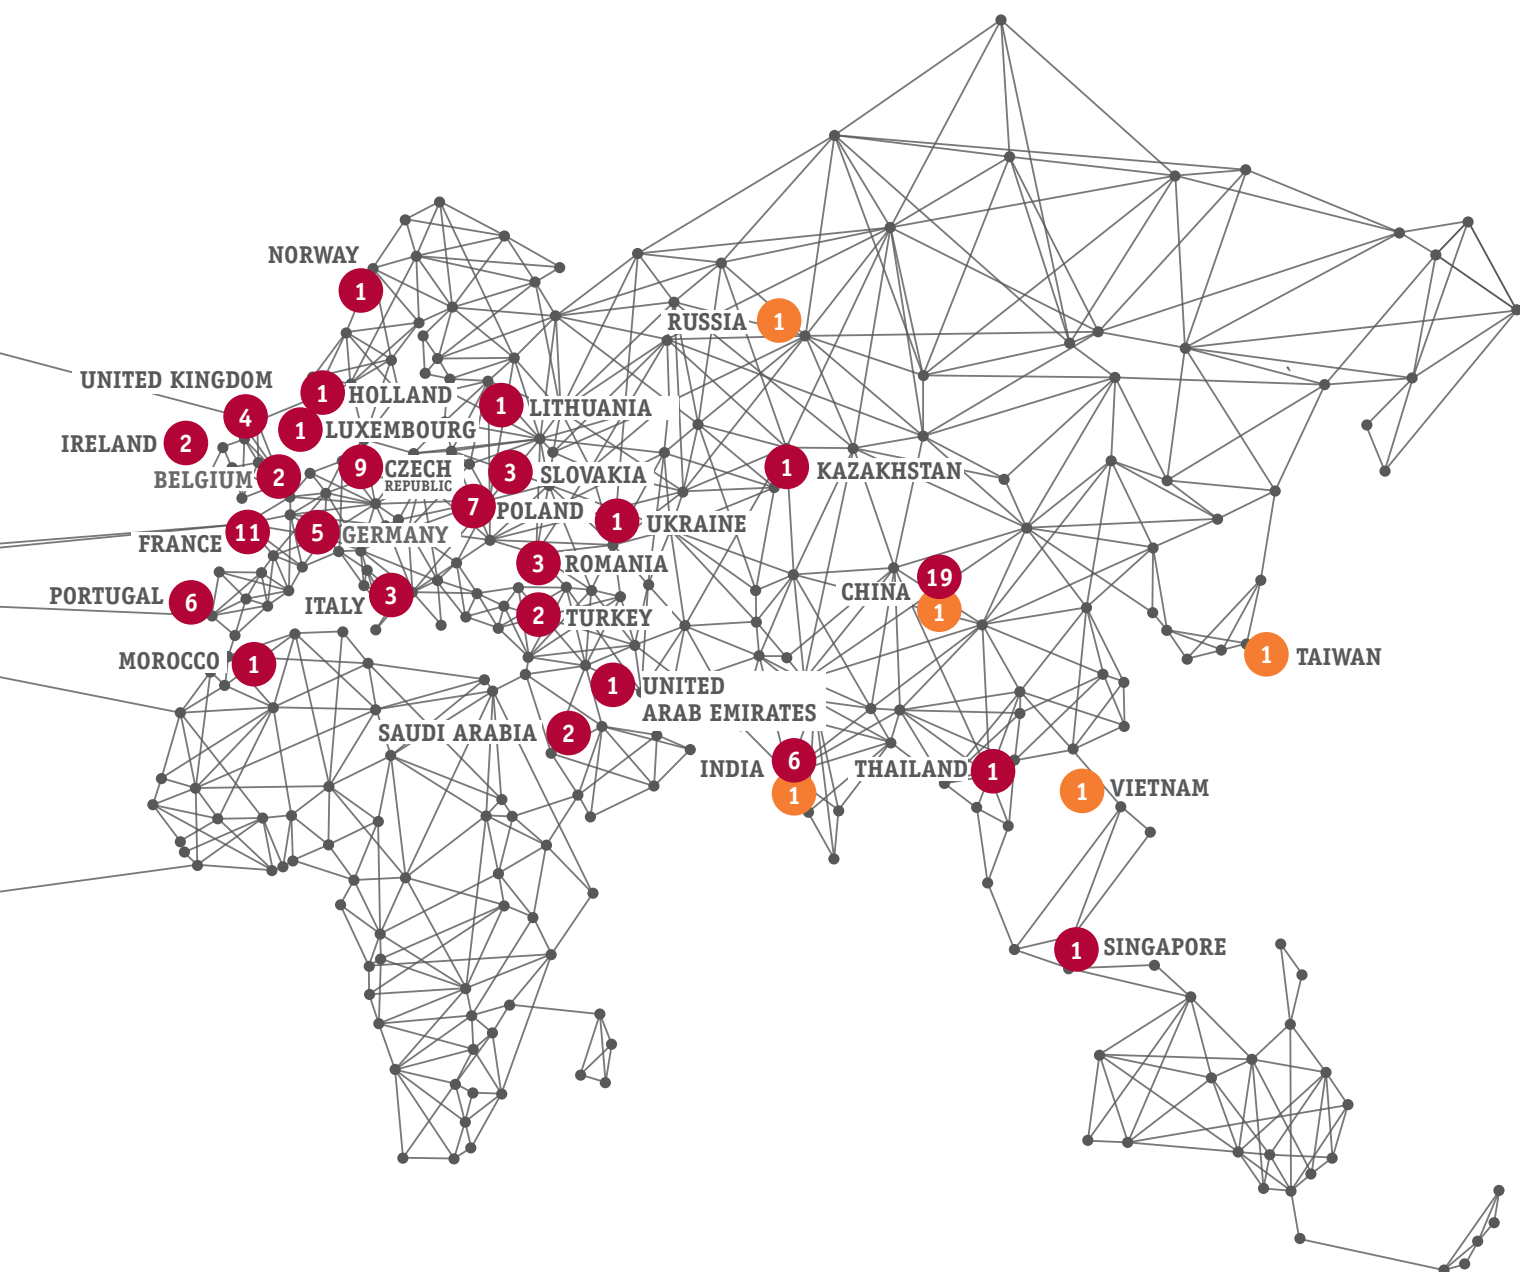 NORWAY
1
RUSSIA 1
UNITED KINGDOM
4
1 HOLLAND
1 LITHUANIA
IRELAND 2
1 LUXEMBOURG
BELGIUM 2
9 CZECH
REPUBLIC
3 SLOVAKIA
1 KAZAKHSTAN
7 POLAND
1 UKRAINE
FRANCE 11
5 GERMANY
3 ROMANIA
CHINA 19
1
PORTUGAL 6
ITALY 3
2 TURKEY
MOROCCO 1
1 TAIWAN
1 UNITED
ARAB EMIRATES
SAUDI ARABIA 2
INDIA 6
1
THAILAND 1
1 VIETNAM
1 SINGAPORE